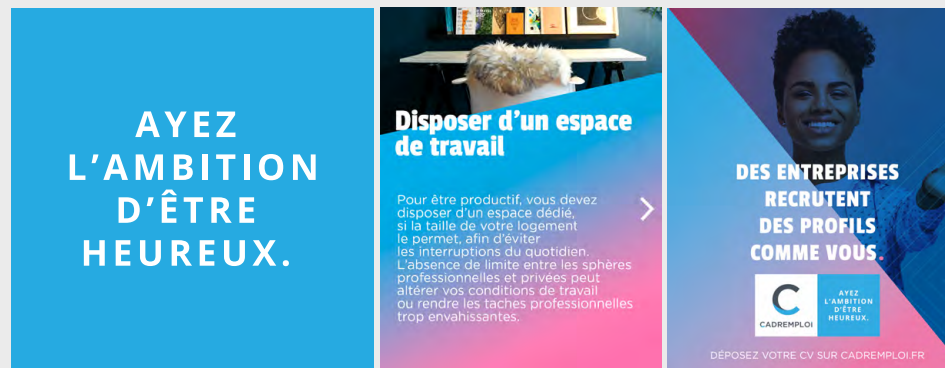 AYEZ
L'AMBITION
D'ÊTRE
HEUREUX.
Disposer d'un espace
de travail
Pour être productif, vous devez
disposer d'un espace dédié,
si la taille de votre logement
le permet, afin d'éviter
les interruptions du quotidien.
L'absence de limite entre les sphères
professionnelles et privées peut
altérer vos conditions de travail
ou rendre les taches professionnelles
trop envahissantes.
DES ENTREPRISES
RECRUTENT
DES PROFILS
COMME VOUS.
CADREMPLOI
AYEZ
L'AMBITION
D'ÊTRE
HEUREUX.
DÉPOSEZ VOTRE CV SUR CADREMPLOI.FR